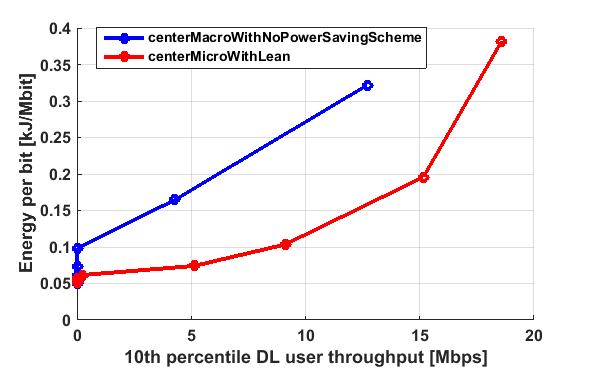 centerMacroWithNoPowerSavingScheme
centerMicroWithLean
Energy per bit [kJ/Mbit]
0.4
0.35
0.3
0.25
0.2
0.15
0.1
0.05
0
0 5 10 15 20
10th percentile DL user throughput [Mbps]